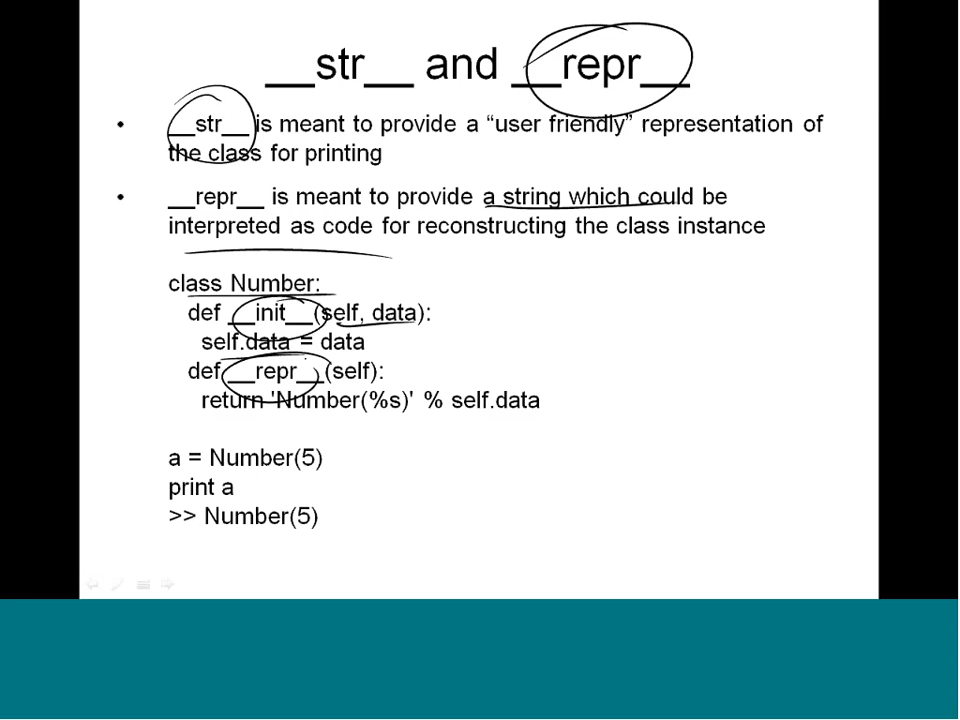 __str__ and __repr__
• __str__ is meant to provide a “user friendly” representation of
the class for printing
• __repr__ is meant to provide a string which could be
interpreted as code for reconstructing the class instance
class Number:
def __init__(self, data):
self.data = data
def __repr__(self):
return 'Number(%s)' % self.data
a = Number(5)
print a
>> Number(5)